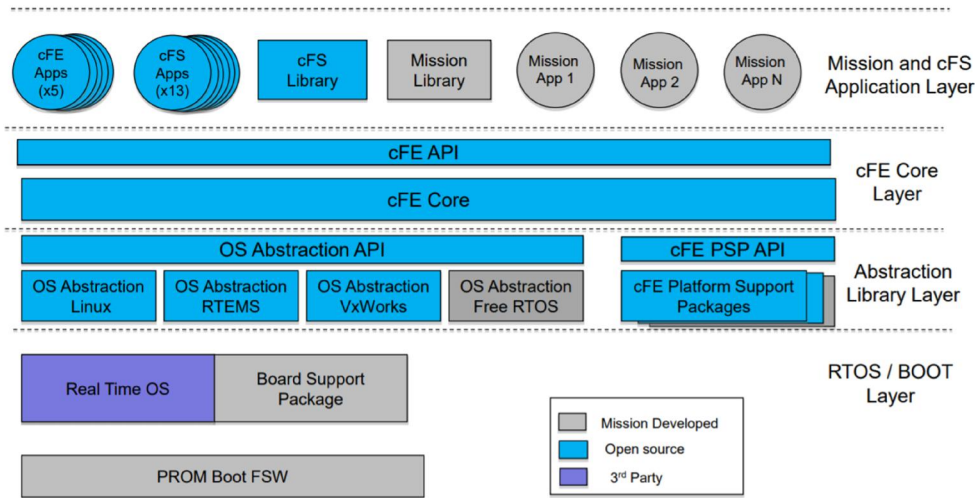 cFE
Apps
(x5)
cFS
Apps
(x13)
cFS
Library
Mission
Library
Mission
App 1
Mission
App 2
Mission
App N
Mission and cFS
Application Layer
cFE API
cFE Core
cFE Core
Layer
OS Abstraction API
cFE PSP API
OS Abstraction
Linux
OS Abstraction
RTEMS
OS Abstraction
VxWorks
OS Abstraction
Free RTOS
cFE Platform Support
Packages
Abstraction
Library Layer
Real Time OS
Board Support
Package
RTOS / BOOT
Layer
PROM Boot FSW
Mission Developed
Open source
3rd Party